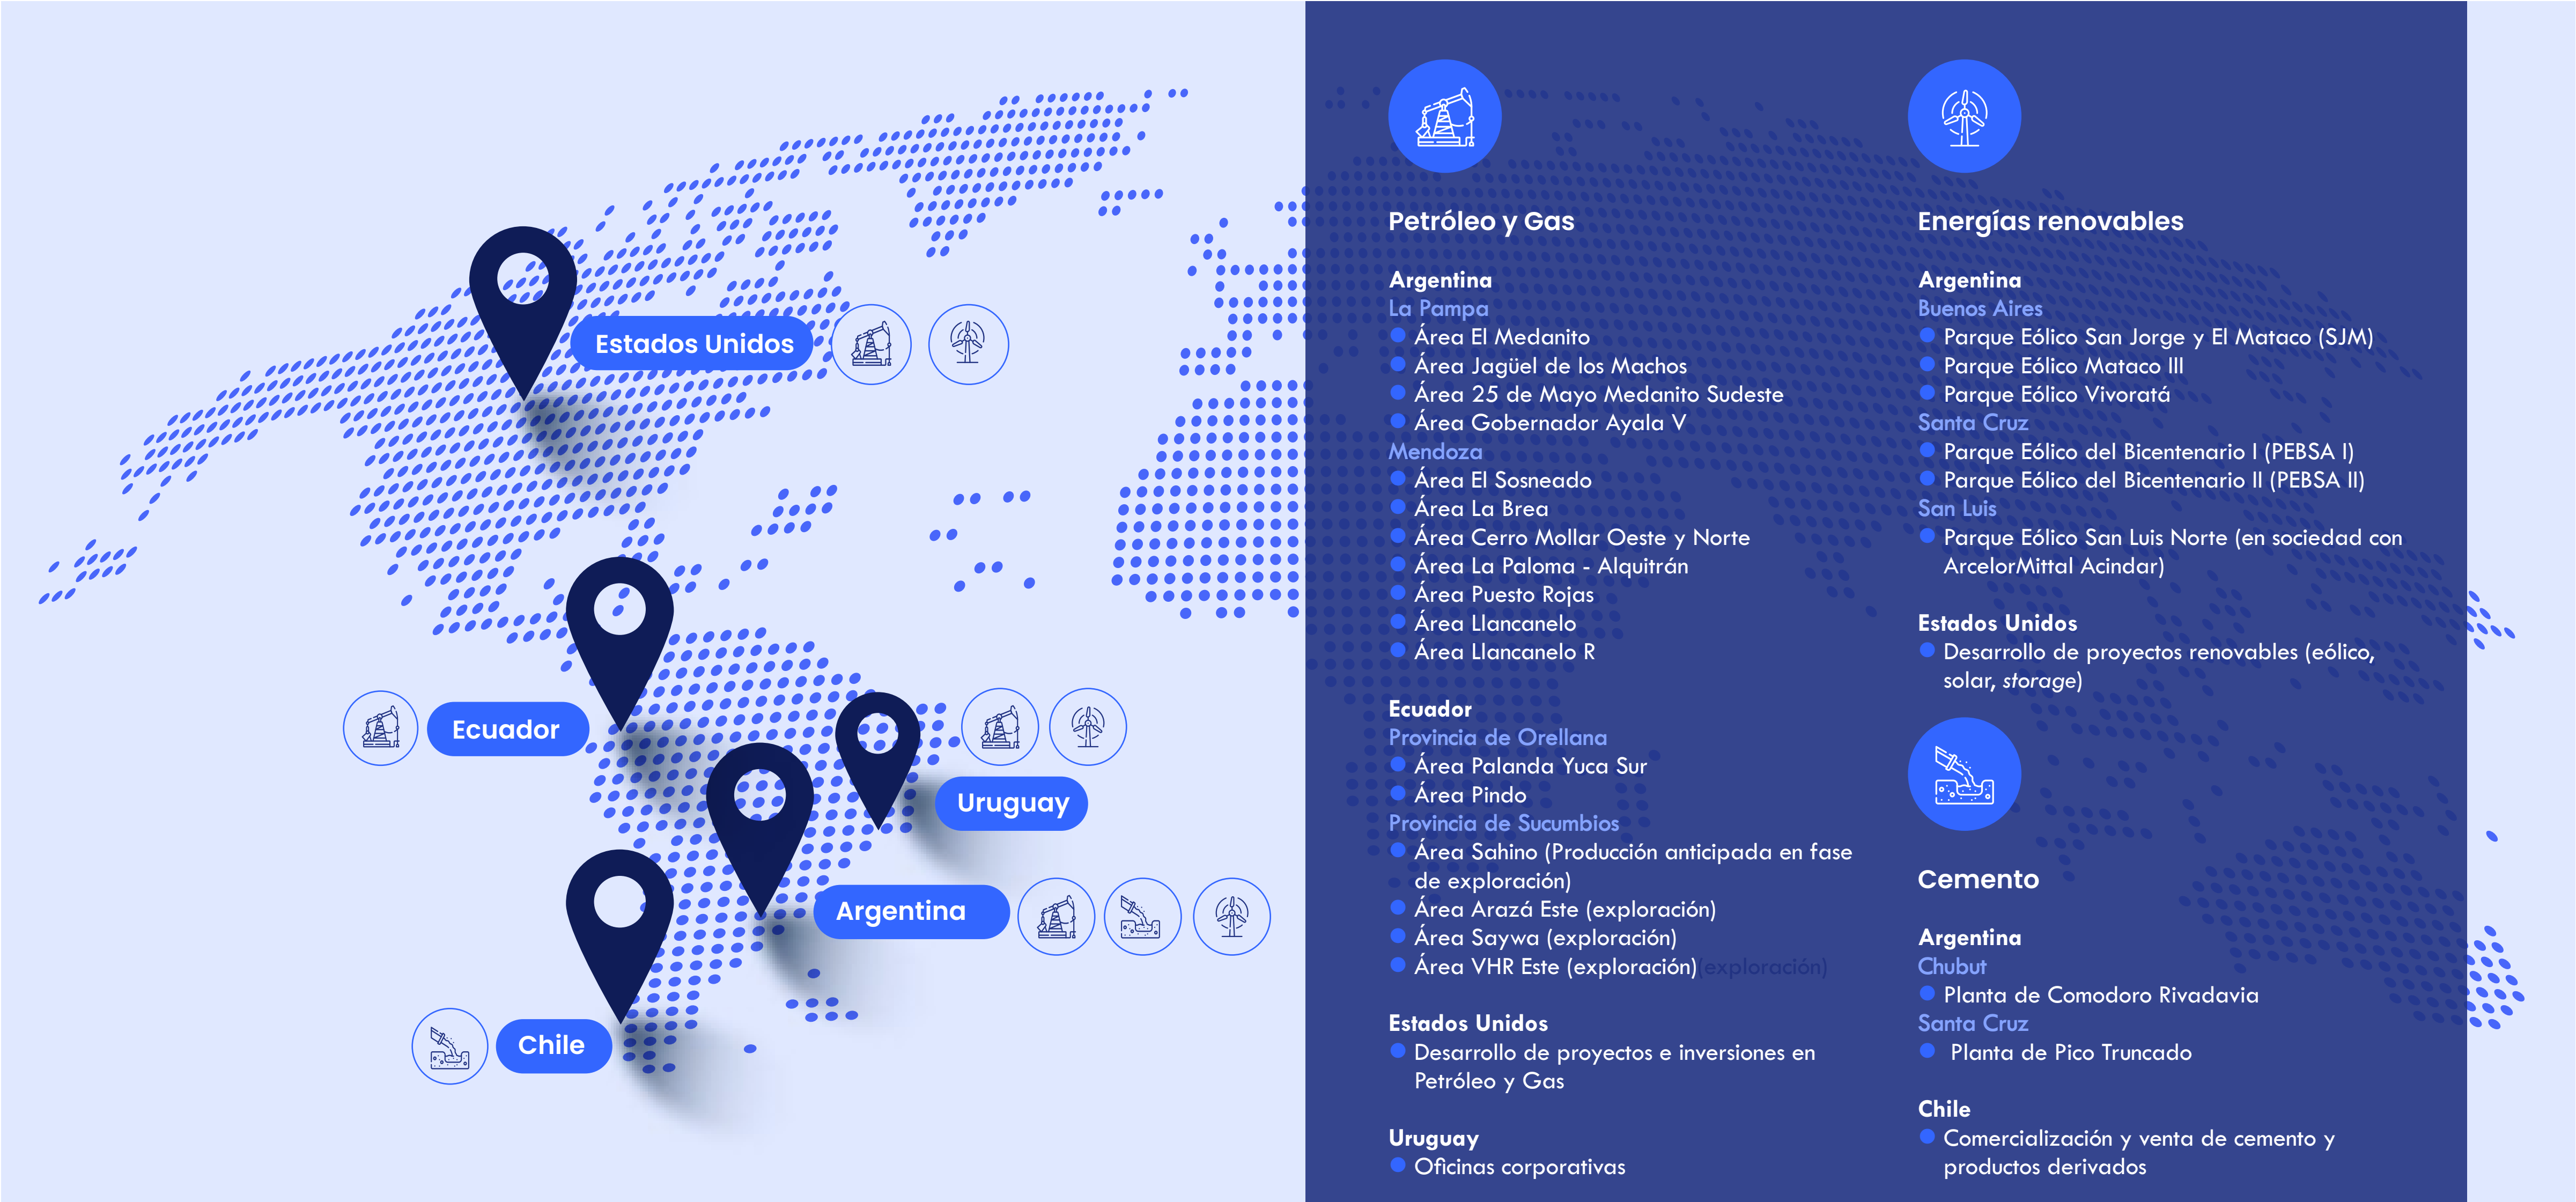 Estados Unidos
Ecuador
Uruguay
Argentina
Chile
Petróleo y Gas
Argentina
La Pampa
Área El Medanito
Área Jagüel de los Machos
Área 25 de Mayo Medanito Sudeste
Área Gobernador Ayala V
Mendoza
Área El Sosneado
Área La Brea
Área Cerro Mollar Oeste y Norte
Área La Paloma - Alquitrán
Área Puesto Rojas
Área Llancanelo
Área Llancanelo R
Ecuador
Provincia de Orellana
Área Palanda Yuca Sur
Área Pindo
Provincia de Sucumbios
Área Sahino (Producción anticipada en fase
de exploración)
Área Arazá Este (exploración)
Área Saywa (exploración)
Área VHR Este (exploración)(exploración)
Estados Unidos
Desarrollo de proyectos e inversiones en
Petróleo y Gas
Uruguay
Oficinas corporativas
Energías renovables
Argentina
Buenos Aires
Parque Eólico San Jorge y El Mataco (SJM)
Parque Eólico Mataco III
Parque Eólico Vivoratá
Santa Cruz
Parque Eólico del Bicentenario I (PEBSA I)
Parque Eólico del Bicentenario II (PEBSA II)
San Luis
Parque Eólico San Luis Norte (en sociedad con
ArcelorMittal Acindar)
Estados Unidos
Desarrollo de proyectos renovables (eólico,
solar, storage)
Cemento
Argentina
Chubut
Planta de Comodoro Rivadavia
Santa Cruz
Planta de Pico Truncado
Chile
Comercialización y venta de cemento y
productos derivados